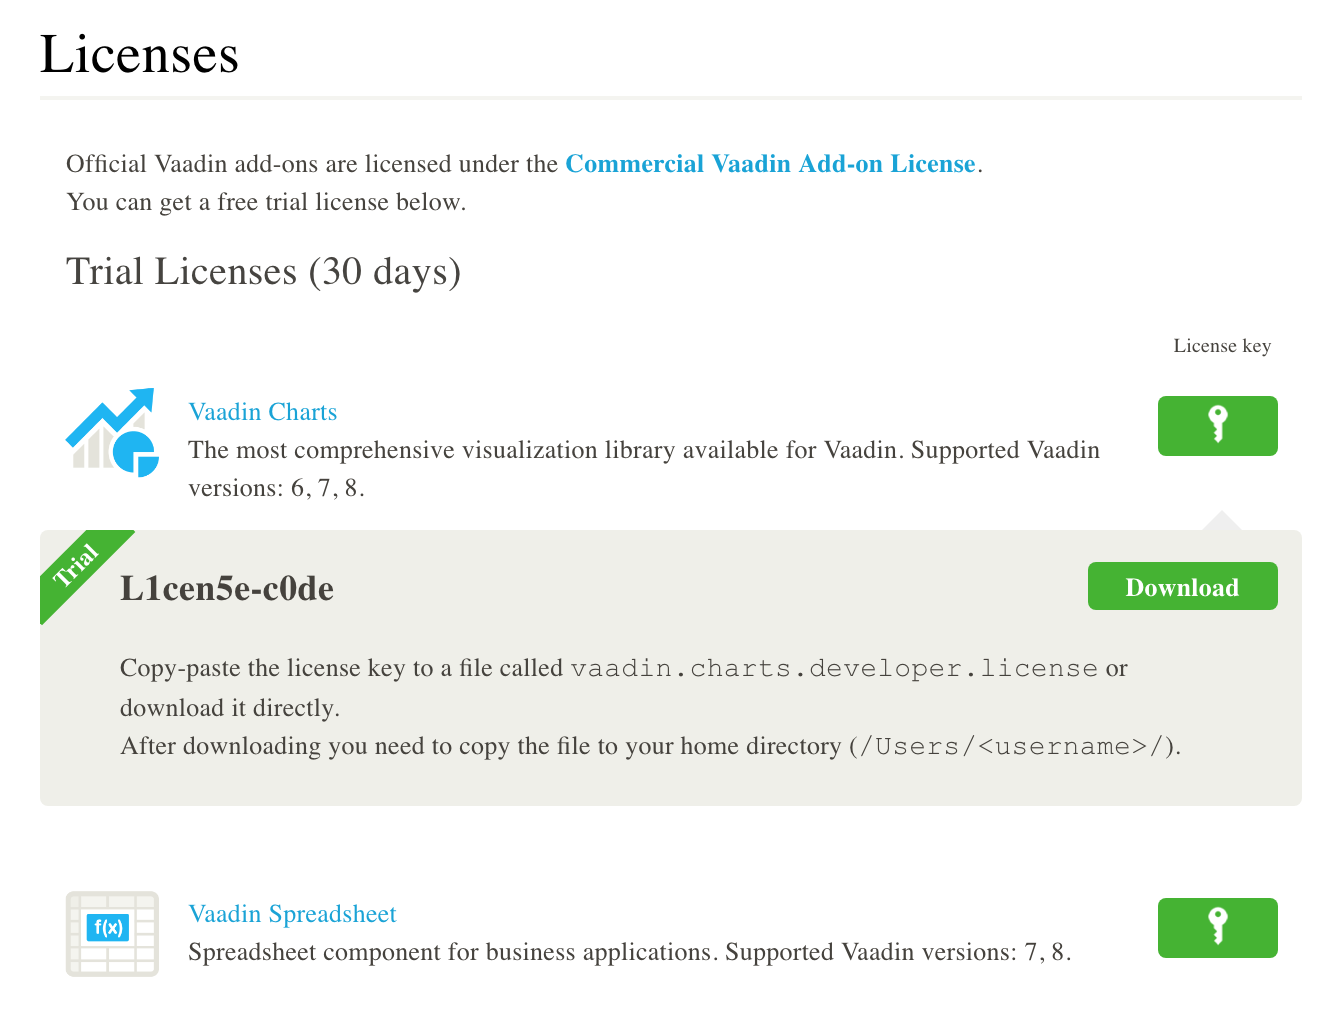 Licenses
Official Vaadin add-ons are licensed under the Commercial Vaadin Add-on License.
You can get a free trial license below.
Trial Licenses (30 days)
License key
Vaadin Charts
The most comprehensive visualization library available for Vaadin. Supported Vaadin
versions: 6, 7, 8.
Trial
L1cen5e-c0de
Download
Copy-paste the license key to a file called vaadin.charts.developer.license or
download it directly.
After downloading you need to copy the file to your home directory (/Users/<username>/).
f(x)
Vaadin Spreadsheet
Spreadsheet component for business applications. Supported Vaadin versions: 7, 8.